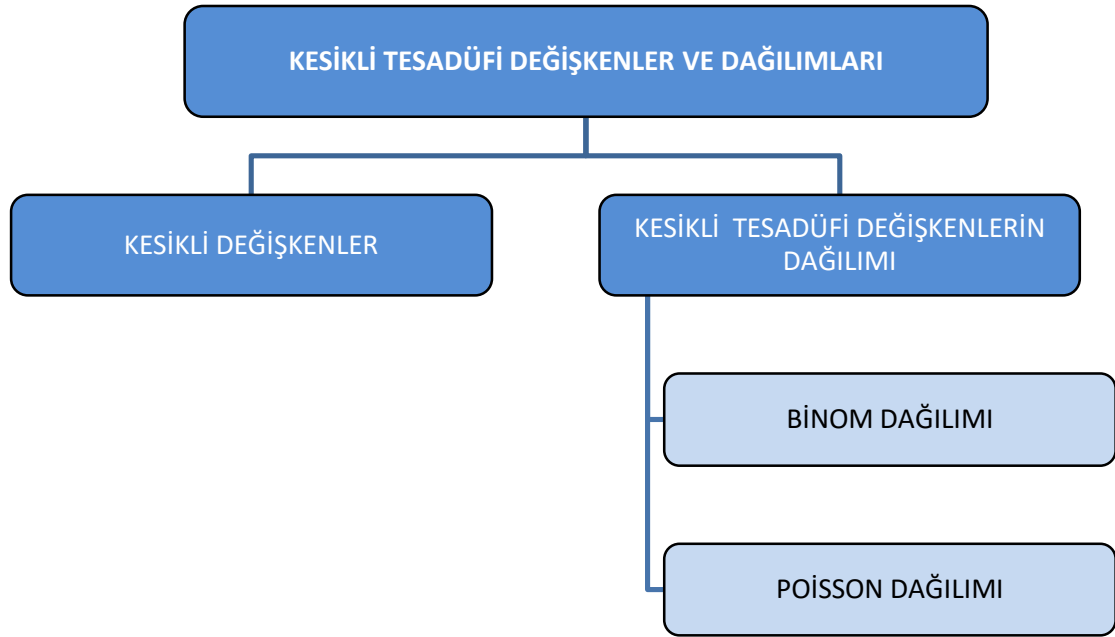 KESİKLİ TESADÜFİ DEĞİŞKENLER VE DAĞILIMLARI
KESİKLİ DEĞİŞKENLER
KESİKLİ TESADÜFİ DEĞİŞKENLERİN
DAĞILIMI
BİNOM DAĞILIMI
POİSSON DAĞILIMI